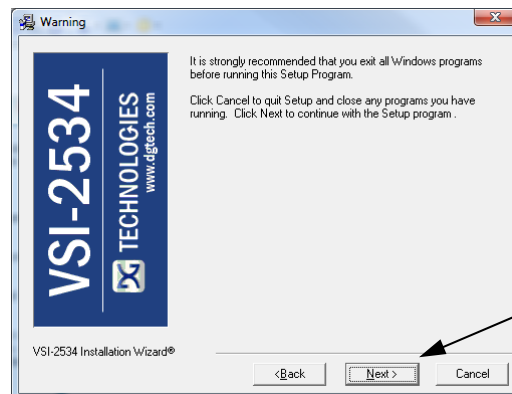 Warning
It is strongly recommended that you exit all Windows programs
before running this Setup Program.
Click Cancel to quit Setup and close any programs you have
running. Click Next to continue with the Setup program .
VSI-2534
DG TECHNOLOGIES
www.dgtech.com
VSI-2534 Installation Wizard®
<Back
Next >
Cancel